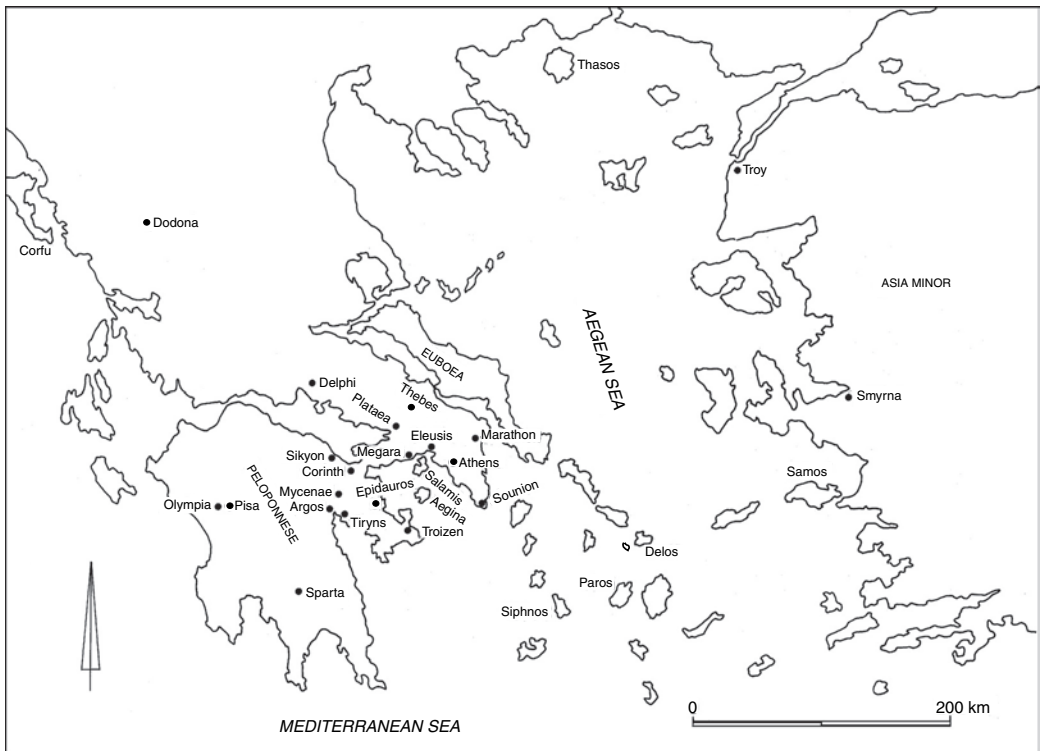 Thasos
Troy
Dodona
Corfu
ASIA MINOR
AEGEAN SEA
EUBOEA
Delphi
Thebes
Smyrna
Plataea
Eleusis
Marathon
Sikyon
Megara
Athens
Corinth
Salamis
Samos
PELOPONNESE
Mycenae
Epidauros
Aegina
Sounion
Olympia
Pisa
Argos
Tiryns
Troizen
Delos
Paros
Sparta
Siphnos
0 200 km
MEDITERRANEAN SEA